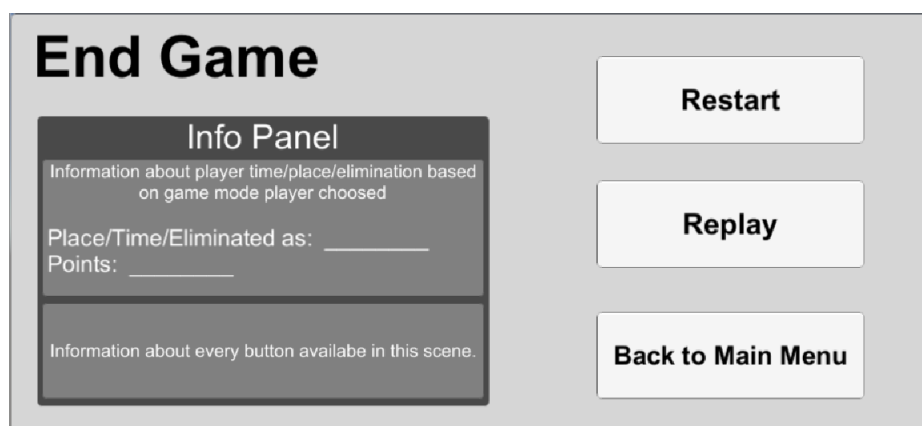 End Game
Info Panel
Information about player time/place/elimination based
on game mode player choosed
Place/Time/Eliminated as: ________
Points: ________
Information about every button availabe in this scene.
Restart
Replay
Back to Main Menu